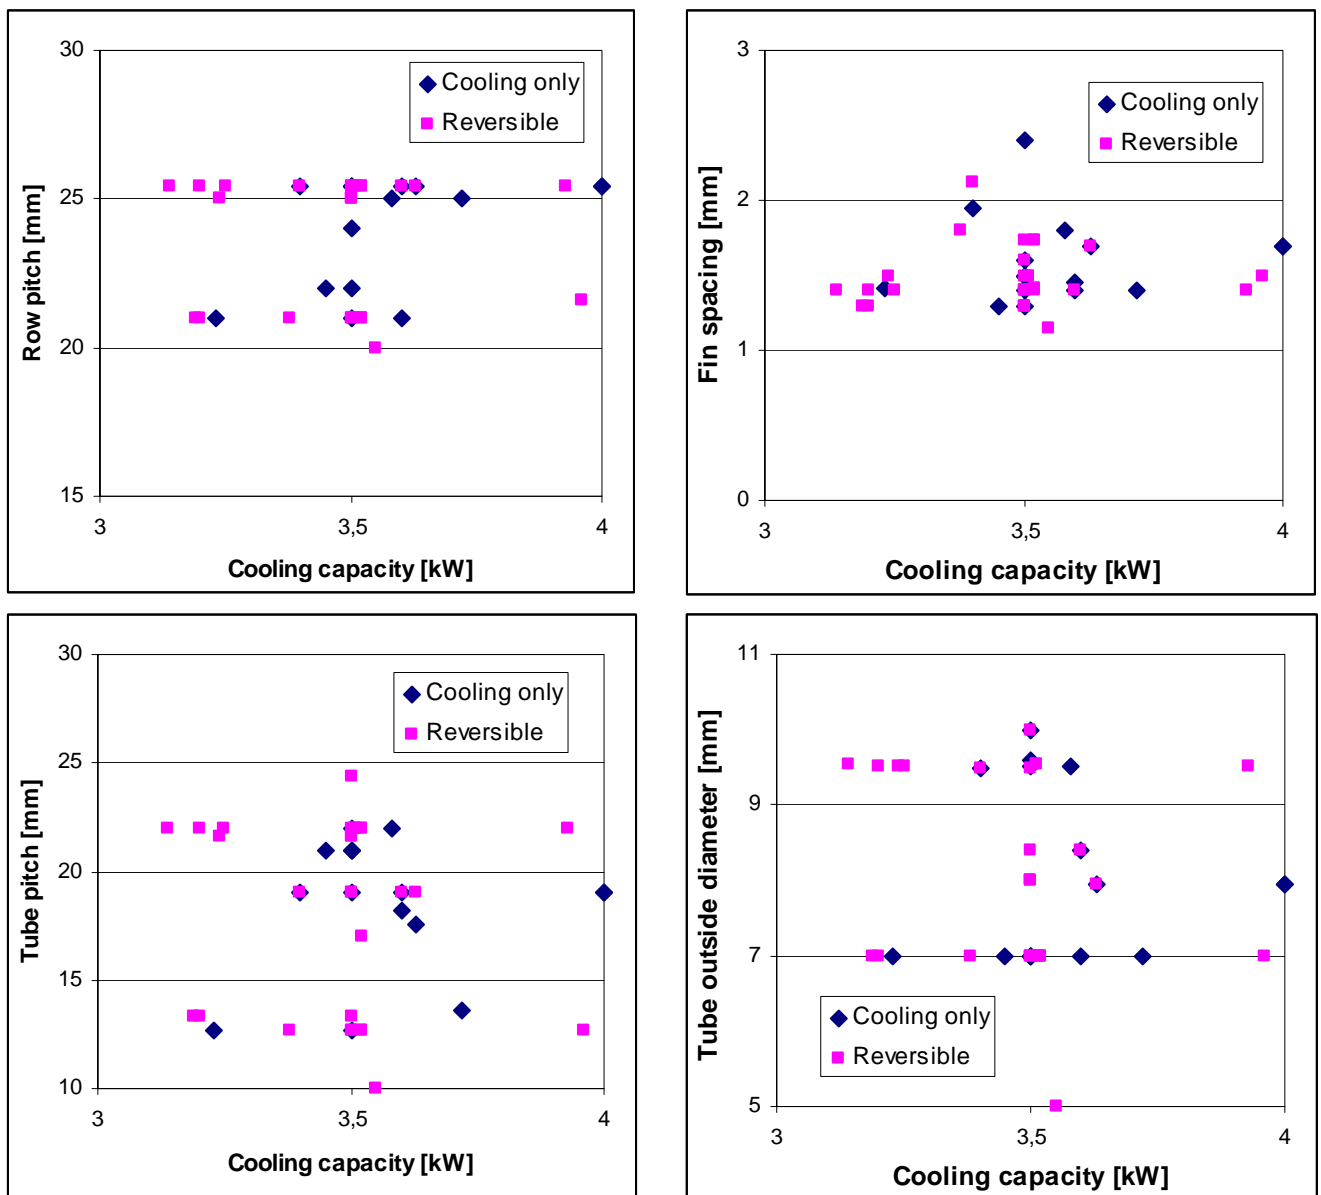 30
25
20
15
3
3,5
4
Row pitch [mm]
Cooling capacity [kW]
Cooling only
Reversible
3
2
1
0
3
3,5
4
Fin spacing [mm]
Cooling capacity [kW]
Cooling only
Reversible
30
25
20
15
10
3
3,5
4
Tube pitch [mm]
Cooling capacity [kW]
Cooling only
Reversible
11
9
7
5
3
3,5
4
Tube outside diameter [mm]
Cooling capacity [kW]
Cooling only
Reversible